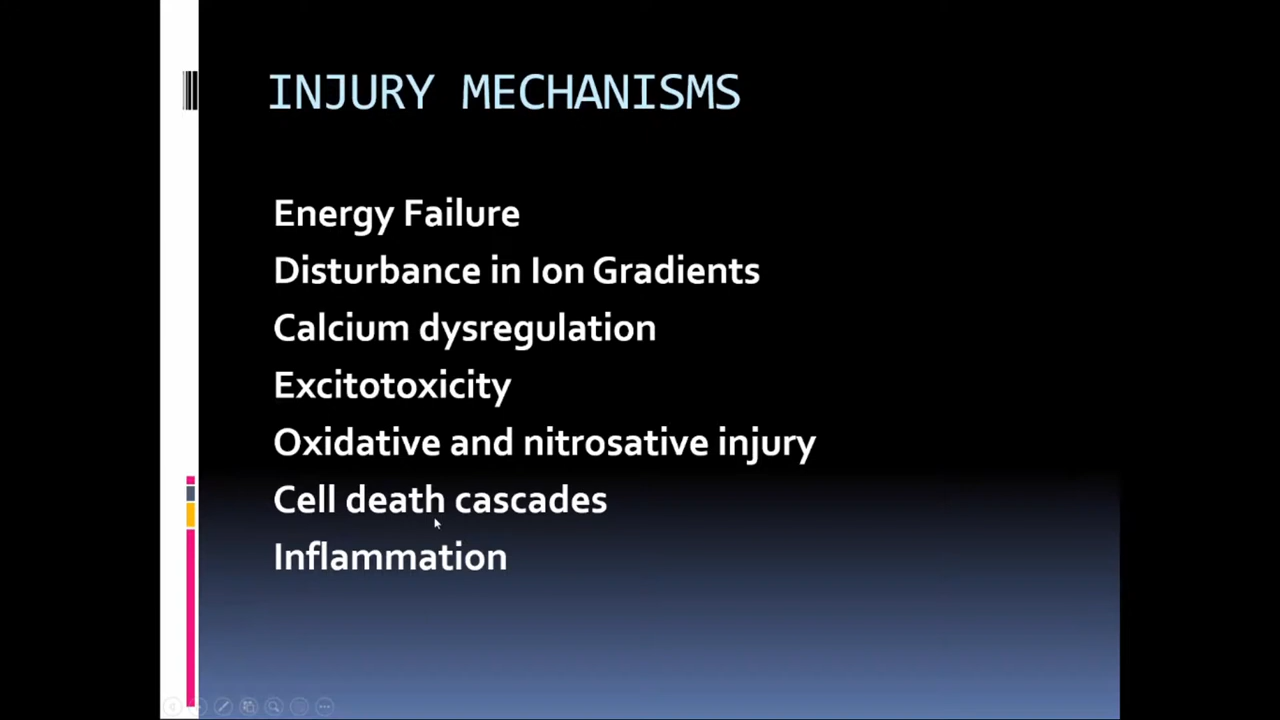 INJURY MECHANISMS
Energy Failure
Disturbance in Ion Gradients
Calcium dysregulation
Excitotoxicity
Oxidative and nitrosative injury
Cell death cascades
Inflammation